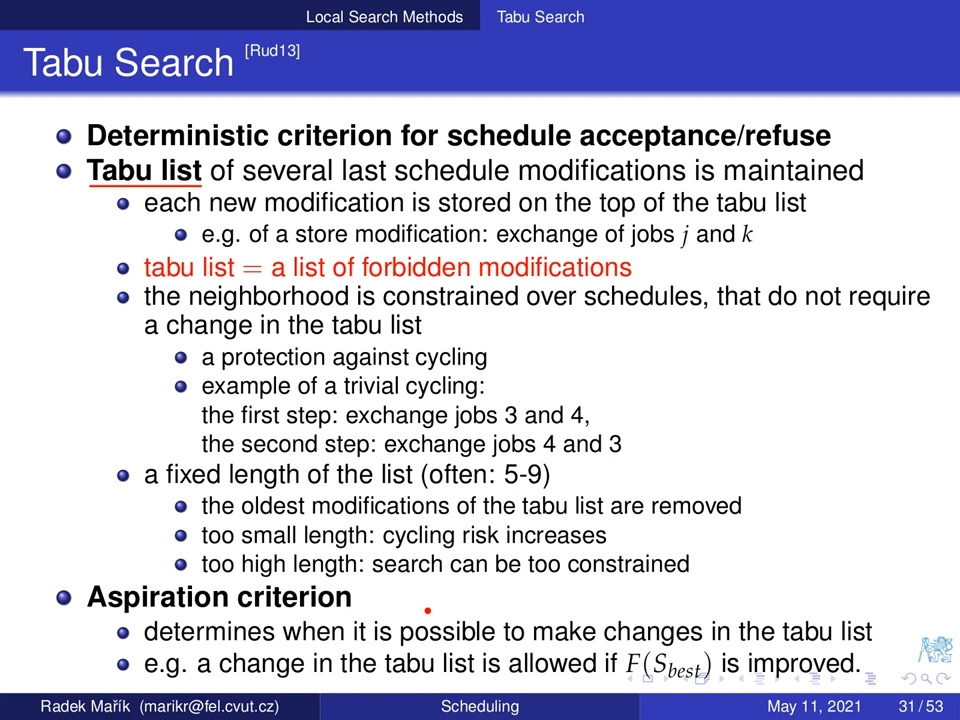 Local Search Methods Tabu Search
Tabu Search [Rud13]
Deterministic criterion for schedule acceptance/refuse
Tabu list of several last schedule modifications is maintained
each new modification is stored on the top of the tabu list
e.g. of a store modification: exchange of jobs j and k
tabu list = a list of forbidden modifications
the neighborhood is constrained over schedules, that do not require
a change in the tabu list
a protection against cycling
example of a trivial cycling:
the first step: exchange jobs 3 and 4,
the second step: exchange jobs 4 and 3
a fixed length of the list (often: 5-9)
the oldest modifications of the tabu list are removed
too small length: cycling risk increases
too high length: search can be too constrained
Aspiration criterion
determines when it is possible to make changes in the tabu list
e.g. a change in the tabu list is allowed if F(S_best) is improved.
Radek Mařík (marikr@fel.cvut.cz) Scheduling May 11, 2021 31 / 53